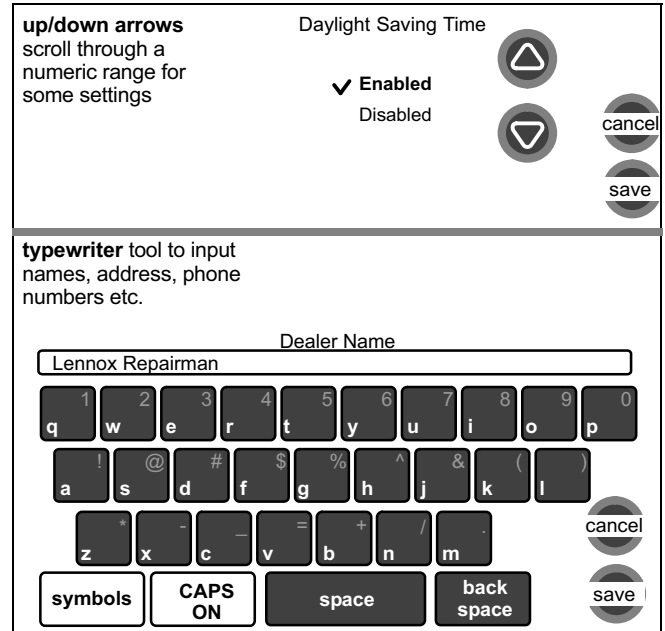 up/down arrows
scroll through a
numeric range for
some settings
Daylight Saving Time
✓ Enabled
Disabled
cancel
save
typewriter tool to input
names, address, phone
numbers etc.
Dealer Name
Lennox Repairman
1 2 3 4 5 6 7 8 9 0
q w e r t y u i o p
! @ # $ % ^ & ( )
a s d f g h j k l
* - _ = + / .
z x c v b n m
cancel
symbols
CAPS
ON
space
back
space
save